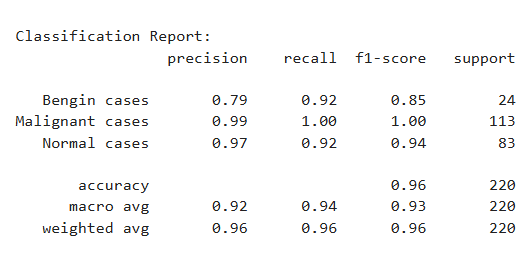 Classification Report:
precision recall f1-score support
Bengin cases 0.79 0.92 0.85 24
Malignant cases 0.99 1.00 1.00 113
Normal cases 0.97 0.92 0.94 83
accuracy 0.96 220
macro avg 0.92 0.94 0.93 220
weighted avg 0.96 0.96 0.96 220